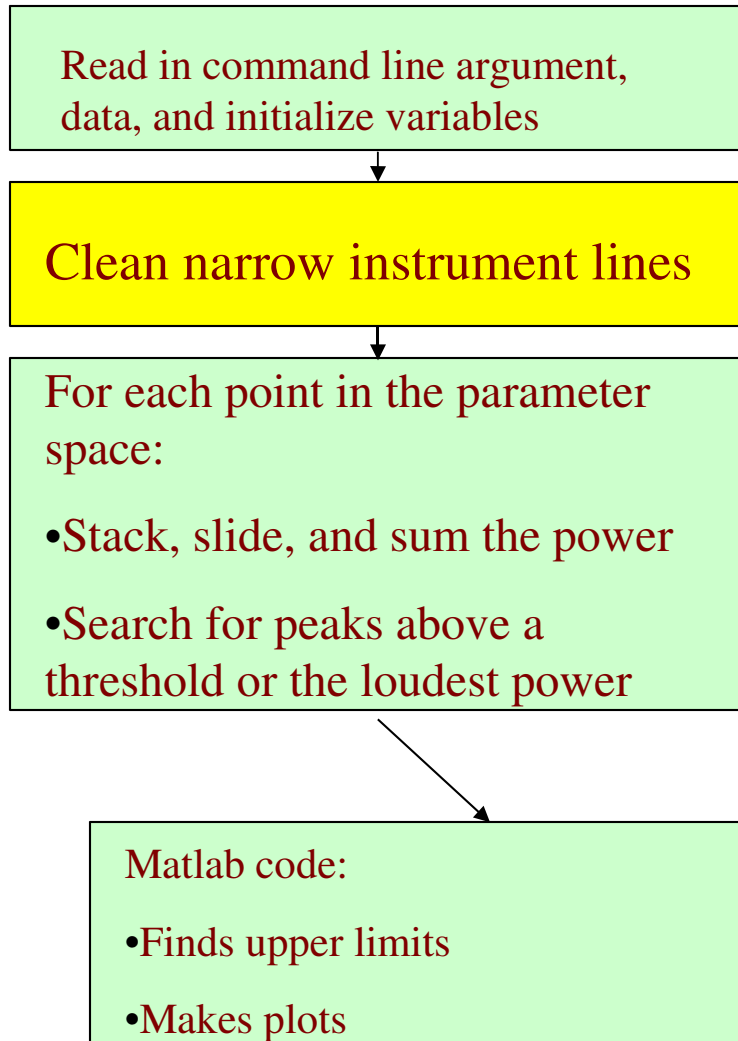 Read in command line argument,
data, and initialize variables
Clean narrow instrument lines
For each point in the parameter
space:
•Stack, slide, and sum the power
•Search for peaks above a
threshold or the loudest power
Matlab code:
•Finds upper limits
•Makes plots